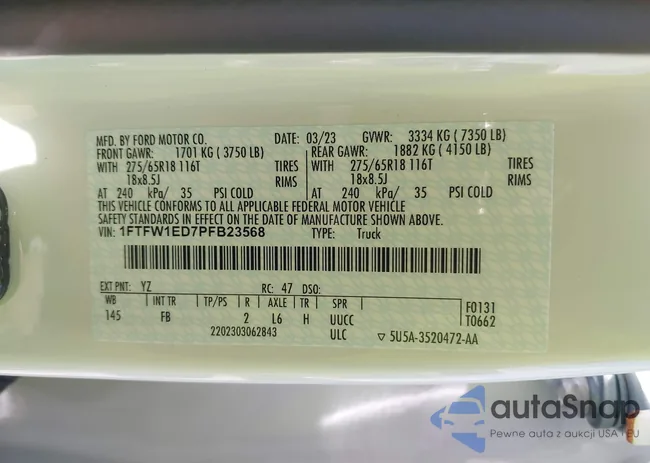 MFD. BY FORD MOTOR CO. DATE: 03/23 GVWR: 3334 KG ( 7350 LB)
FRONT GAWR: 1701 KG ( 3750 LB) REAR GAWR: 1882 KG ( 4150 LB)
WITH 275/65R18 116T TIRES WITH 275/65R18 116T TIRES
18x8.5J RIMS 18x8.5J RIMS
AT 240 kPa/ 35 PSI COLD AT 240 kPa/ 35 PSI COLD
THIS VEHICLE CONFORMS TO ALL APPLICABLE FEDERAL MOTOR VEHICLE
SAFETY STANDARDS IN EFFECT ON THE DATE OF MANUFACTURE SHOWN ABOVE.
VIN: 1FTFW1ED7PFB23568 TYPE: Truck
EXT PNT: YZ RC: 47 DSO:
WB INT TR TP/PS R AXLE TR SPR F0131
145 FB 2 L6 H UUCC T0662
2202303062843 ULC ▽ 5U5A-3520472-AA
autaSnap
Pewne auta z aukcji USA i EU